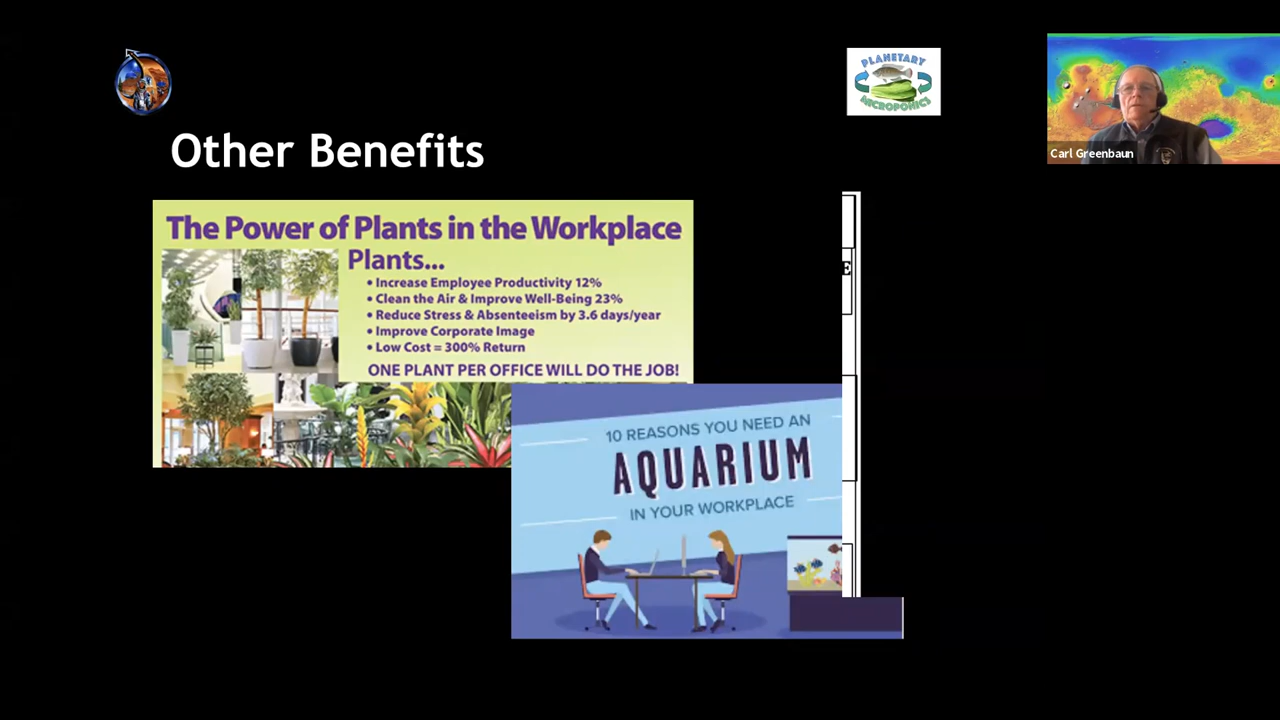 PLANETARY
MICROPONICS
Carl Greenbaun
Other Benefits
The Power of Plants in the Workplace
Plants...
• Increase Employee Productivity 12%
• Clean the Air & Improve Well-Being 23%
• Reduce Stress & Absenteeism by 3.6 days/year
• Improve Corporate Image
• Low Cost = 300% Return
ONE PLANT PER OFFICE WILL DO THE JOB!
E
10 REASONS YOU NEED AN
AQUARIUM
IN YOUR WORKPLACE